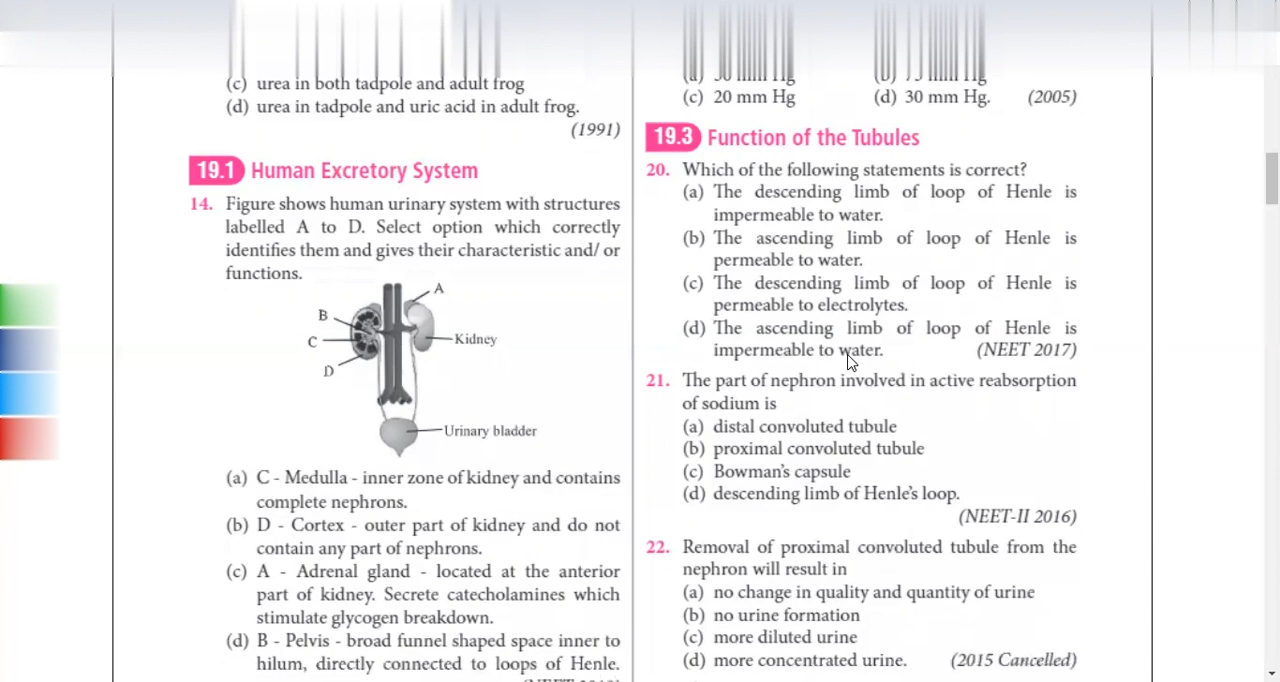 (c) urea in both tadpole and adult frog
(d) urea in tadpole and uric acid in adult frog.
(1991)
19.1 Human Excretory System
14. Figure shows human urinary system with structures
labelled A to D. Select option which correctly
identifies them and gives their characteristic and/ or
functions.
A
B
C
Kidney
D
Urinary bladder
(a) C - Medulla - inner zone of kidney and contains
complete nephrons.
(b) D - Cortex - outer part of kidney and do not
contain any part of nephrons.
(c) A - Adrenal gland - located at the anterior
part of kidney. Secrete catecholamines which
stimulate glycogen breakdown.
(d) B - Pelvis - broad funnel shaped space inner to
hilum, directly connected to loops of Henle.
(c) 20 mm Hg (d) 30 mm Hg. (2005)
19.3 Function of the Tubules
20. Which of the following statements is correct?
(a) The descending limb of loop of Henle is
impermeable to water.
(b) The ascending limb of loop of Henle is
permeable to water.
(c) The descending limb of loop of Henle is
permeable to electrolytes.
(d) The ascending limb of loop of Henle is
impermeable to water. (NEET 2017)
21. The part of nephron involved in active reabsorption
of sodium is
(a) distal convoluted tubule
(b) proximal convoluted tubule
(c) Bowman's capsule
(d) descending limb of Henle's loop.
(NEET-II 2016)
22. Removal of proximal convoluted tubule from the
nephron will result in
(a) no change in quality and quantity of urine
(b) no urine formation
(c) more diluted urine
(d) more concentrated urine. (2015 Cancelled)